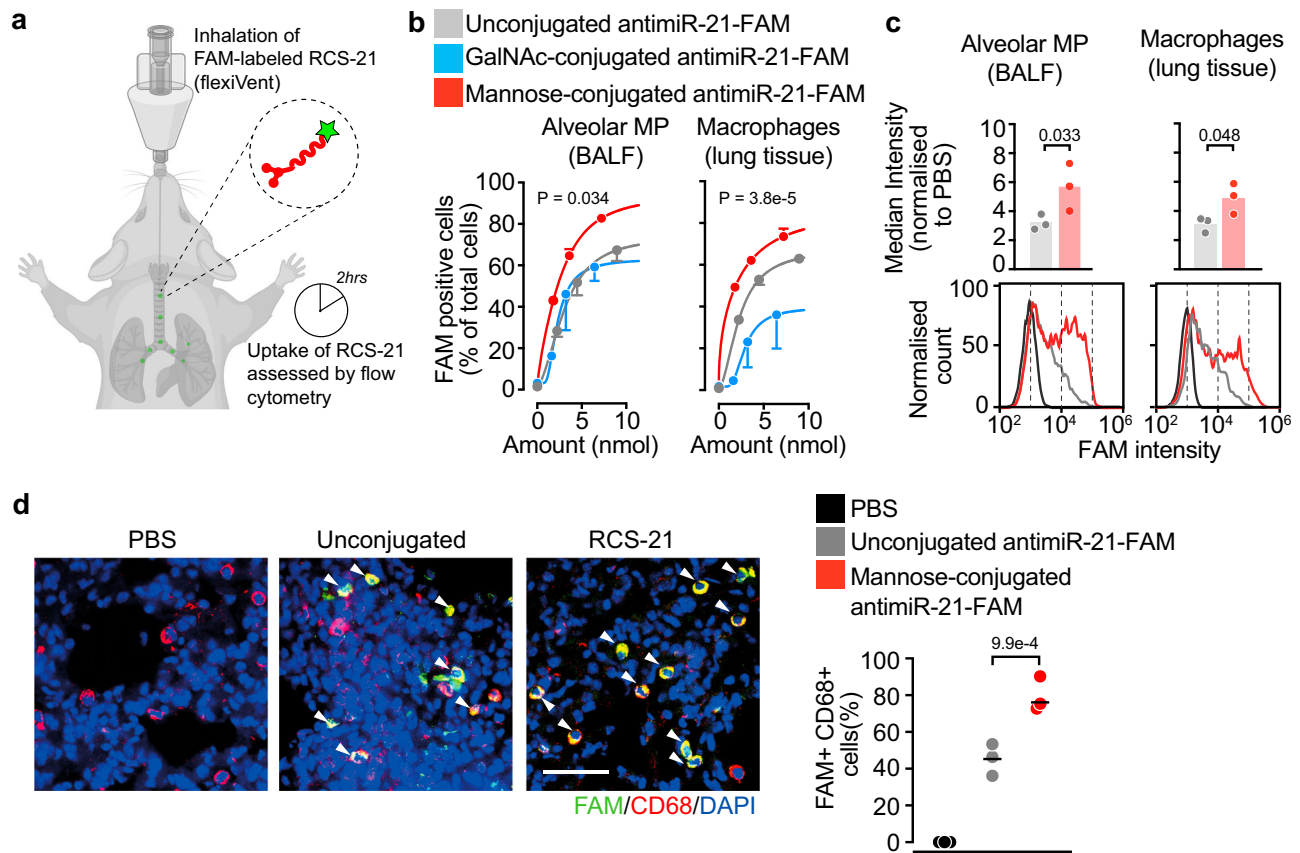 a
Inhalation of
FAM-labeled RCS-21
(flexiVent)
2hrs
Uptake of RCS-21
assessed by flow
cytometry
b
Unconjugated antimiR-21-FAM
GalNAc-conjugated antimiR-21-FAM
Mannose-conjugated antimiR-21-FAM
Alveolar MP
(BALF)
Macrophages
(lung tissue)
FAM positive cells
(% of total cells)
100
80
60
40
20
0
P = 0.034
P = 3.8e-5
0 5 10
0 5 10
Amount (nmol)
Amount (nmol)
c
Alveolar MP
(BALF)
Macrophages
(lung tissue)
Median Intensity
(normalised
to PBS)
10
8
6
4
2
0.033
0.048
Normalised
count
100
50
0
10² 10⁴ 10⁶
10² 10⁴ 10⁶
FAM intensity
d
PBS
Unconjugated
RCS-21
FAM/CD68/DAPI
PBS
Unconjugated antimiR-21-FAM
Mannose-conjugated
antimiR-21-FAM
FAM+ CD68+
cells(%)
100
80
60
40
20
0
9.9e-4